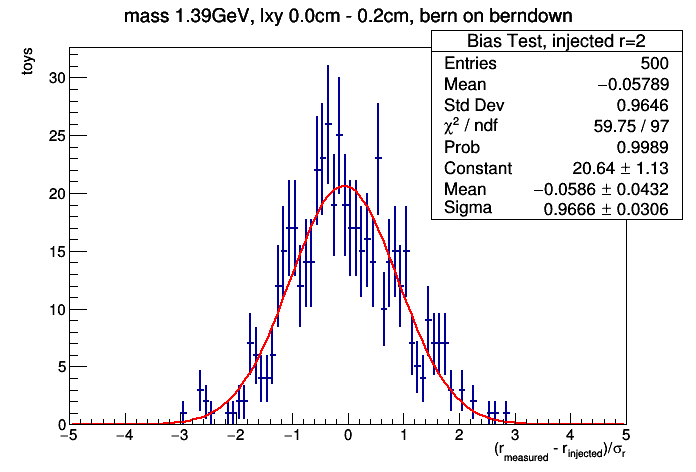 mass 1.39GeV, lxy 0.0cm - 0.2cm, bern on berndown
toys
Bias Test, injected r=2
Entries 500
Mean −0.05789
Std Dev 0.9646
χ² / ndf 59.75 / 97
Prob 0.9989
Constant 20.64 ± 1.13
Mean −0.0586 ± 0.0432
Sigma 0.9666 ± 0.0306
30
25
20
15
10
5
0
−5 −4 −3 −2 −1 0 1 2 3 4 5
(r_measured - r_injected)/σ_r